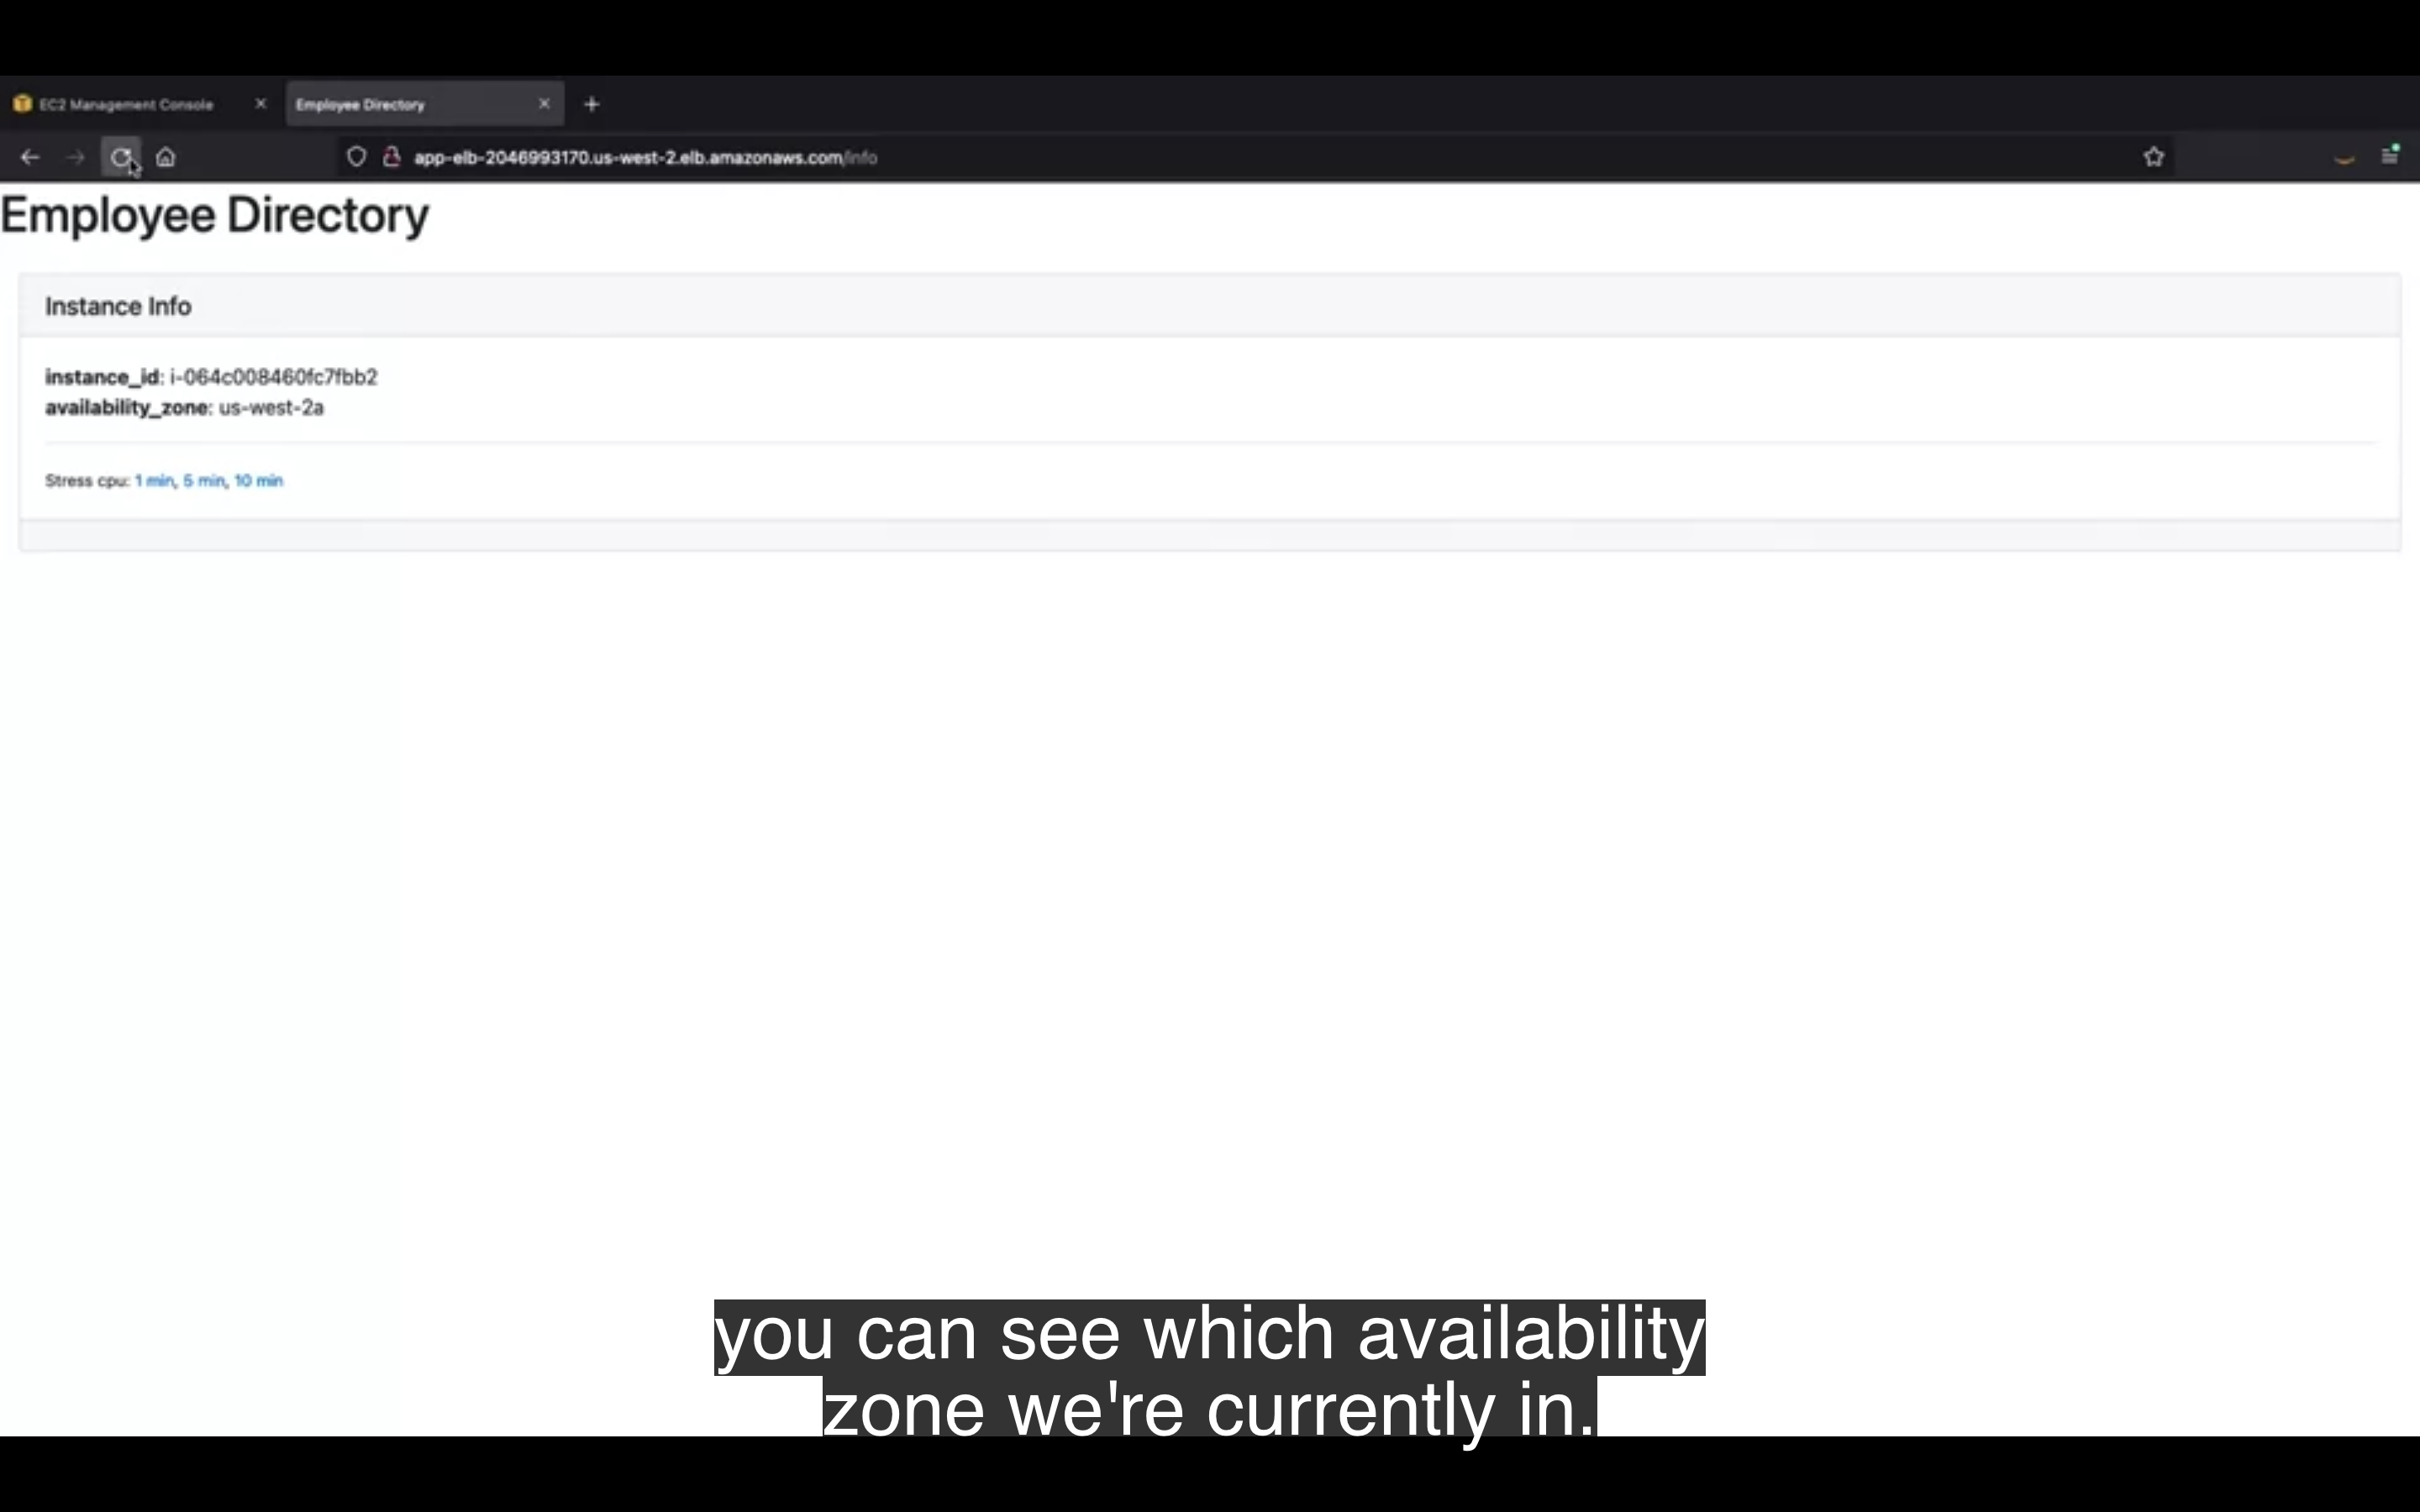 EC2 Management Console
Employee Directory
app-elb-2046993170.us-west-2.elb.amazonaws.com/info
Employee Directory
Instance Info
instance_id: i-064c008460fc7fbb2
availability_zone: us-west-2a
Stress cpu: 1 min, 5 min, 10 min
you can see which availability
zone we're currently in.